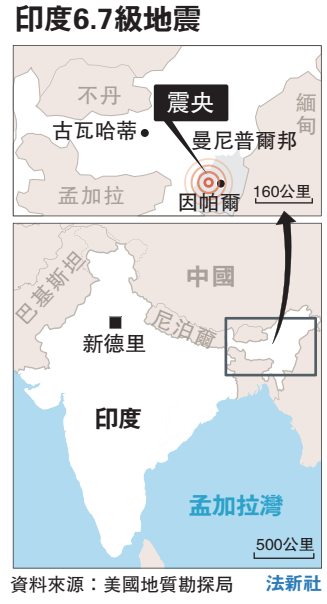 印度6.7級地震
不丹
震央
緬甸
古瓦哈蒂
曼尼普爾邦
孟加拉
因帕爾
160公里
巴基斯坦
中國
尼泊爾
新德里
印度
孟加拉灣
500公里
資料來源：美國地質勘探局
法新社